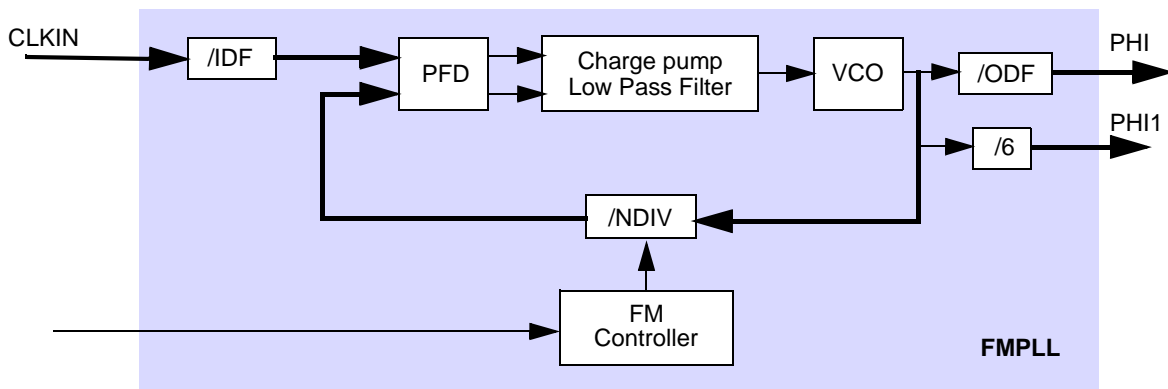 CLKIN
/IDF
PFD
Charge pump
Low Pass Filter
VCO
/ODF
PHI
PHI1
/6
/NDIV
FM
Controller
FMPLL